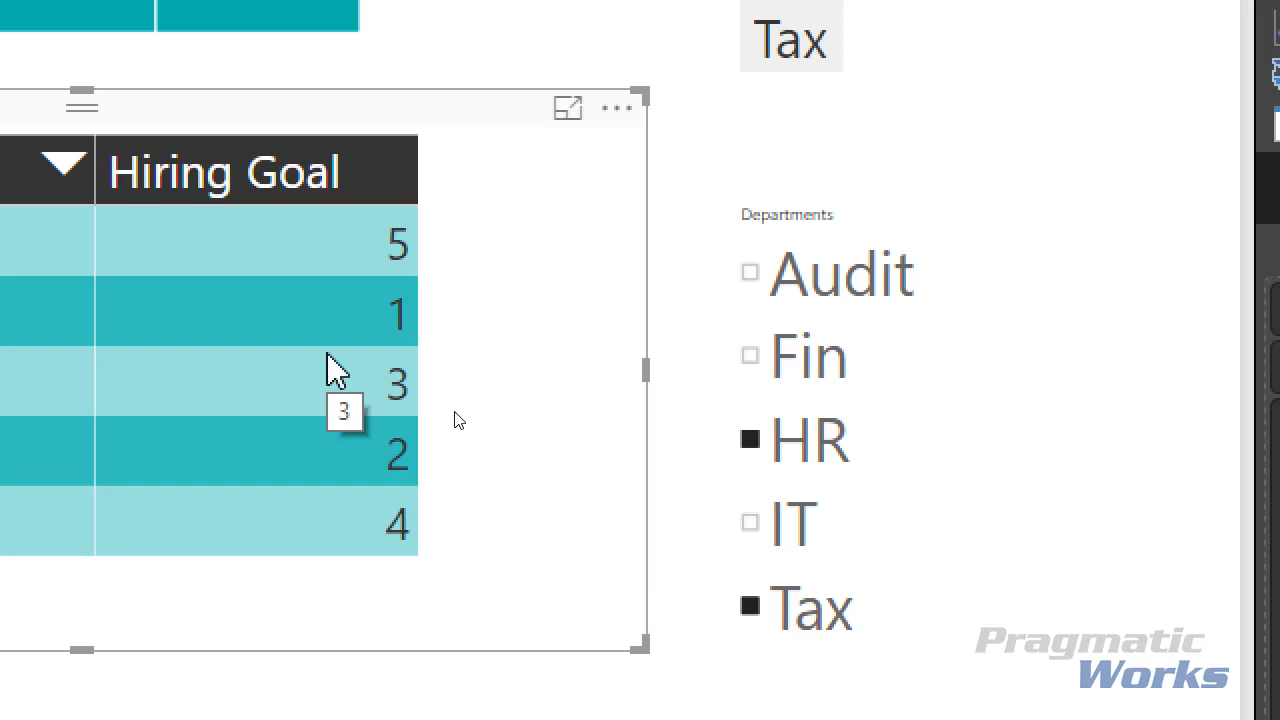 Tax
Hiring Goal
5
1
3
3
2
4
Departments
Audit
Fin
HR
IT
Tax
Pragmatic
Works